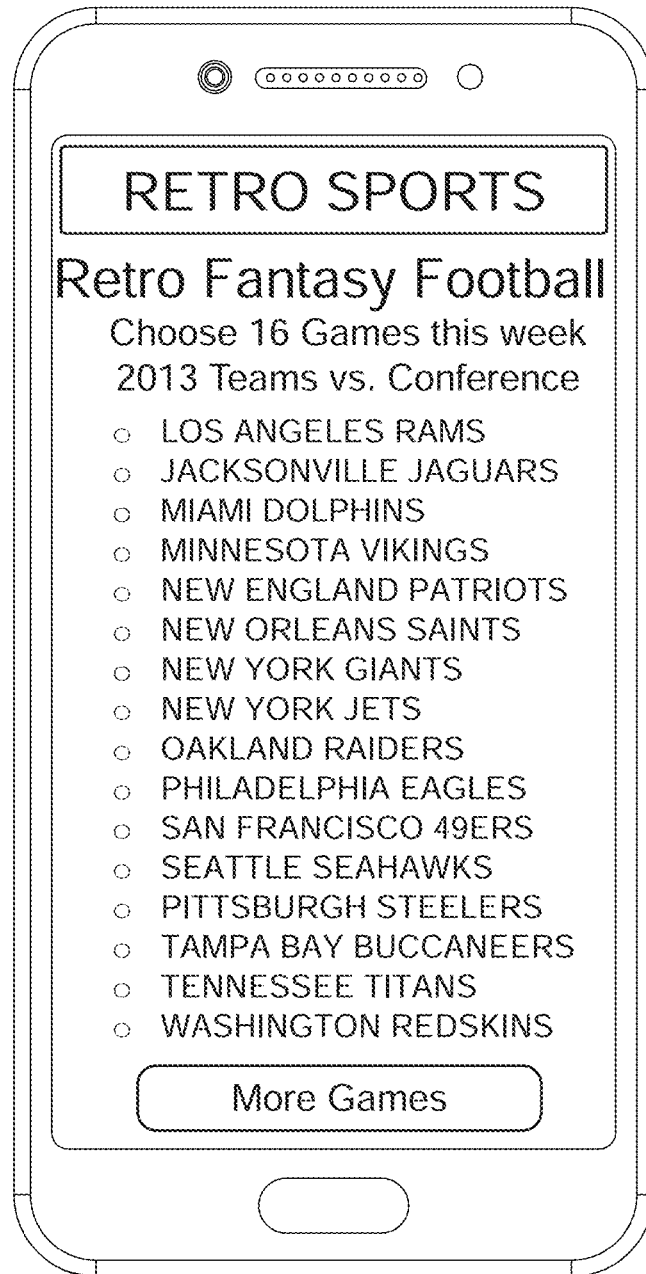 RETRO SPORTS
Retro Fantasy Football
Choose 16 Games this week
2013 Teams vs. Conference
LOS ANGELES RAMS
JACKSONVILLE JAGUARS
MIAMI DOLPHINS
MINNESOTA VIKINGS
NEW ENGLAND PATRIOTS
NEW ORLEANS SAINTS
NEW YORK GIANTS
NEW YORK JETS
OAKLAND RAIDERS
PHILADELPHIA EAGLES
SAN FRANCISCO 49ERS
SEATTLE SEAHAWKS
PITTSBURGH STEELERS
TAMPA BAY BUCCANEERS
TENNESSEE TITANS
WASHINGTON REDSKINS
More Games